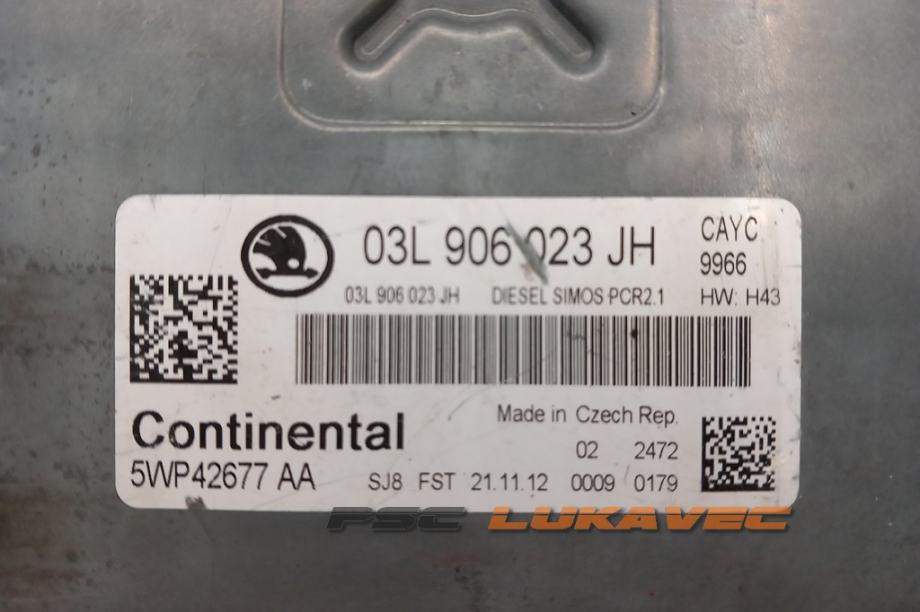 03L 906 023 JH
CAYC
9966
03L 906 023 JH DIESEL SIMOS PCR2.1 HW: H43
Continental
Made in Czech Rep.
02 2472
5WP42677 AA
SJ8 FST 21.11.12 0009 0179
PSC LUKAVEC